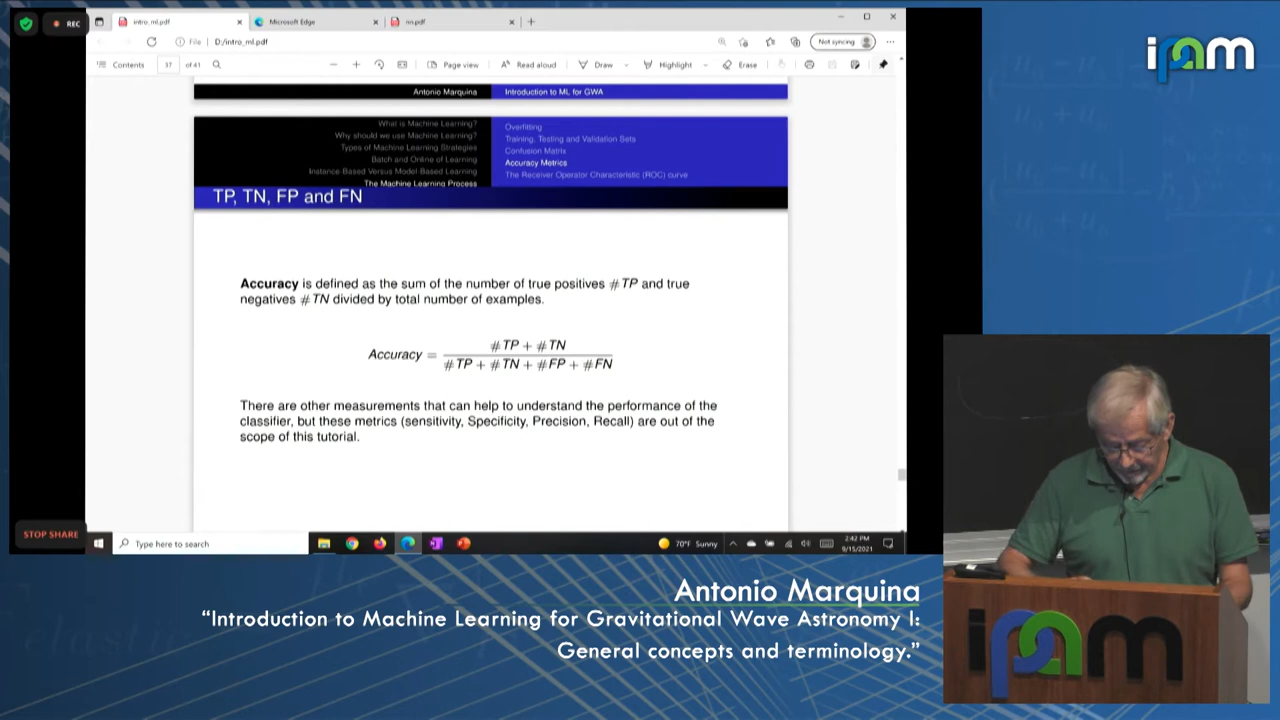 REC
intro_ml.pdf
Microsoft Edge
nn.pdf
File
D:/intro_ml.pdf
Not syncing
Contents
37
of 41
Page view
Read aloud
Draw
Highlight
Erase
Antonio Marquina
Introduction to ML for GWA
What is Machine Learning?
Why should we use Machine Learning?
Types of Machine Learning Strategies
Batch and Online of Learning
Instance Based Versus Model Based Learning
The Machine Learning Process
Overfitting
Training, Testing and Validation Sets
Confusion Matrix
Accuracy Metrics
The Receiver Operator Characteristic (ROC) curve
TP, TN, FP and FN
Accuracy is defined as the sum of the number of true positives #TP and true
negatives #TN divided by total number of examples.
Accuracy = 
#TP + #TN
#TP + #TN + #FP + #FN
There are other measurements that can help to understand the performance of the
classifier, but these metrics (sensitivity, Specificity, Precision, Recall) are out of the
scope of this tutorial.
STOP SHARE
Type here to search
70°F Sunny
2:42 PM
9/15/2021
ipam
ipam
Antonio Marquina
“Introduction to Machine Learning for Gravitational Wave Astronomy I:
General concepts and terminology.”